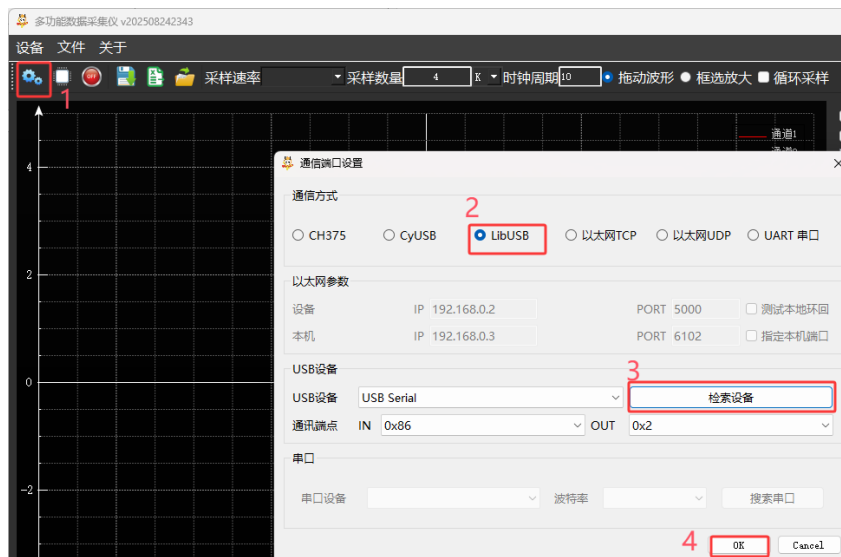 多功能数据采集仪 v202508242343
设备 文件 关于
采样速率 采样数量 4 K 时钟周期 10 拖动波形 框选放大 循环采样
1
通道1
4
通信端口设置
通信方式
2
CH375 CyUSB LibUSB 以太网TCP 以太网UDP UART 串口
2
以太网参数
设备 IP 192.168.0.2 PORT 5000 测试本地环回
本机 IP 192.168.0.3 PORT 6102 指定本机端口
USB设备
3
0
USB设备 USB Serial 检索设备
通讯端点 IN 0x86 OUT 0x2
串口
-2
串口设备 波特率 搜索串口
4
OK Cancel